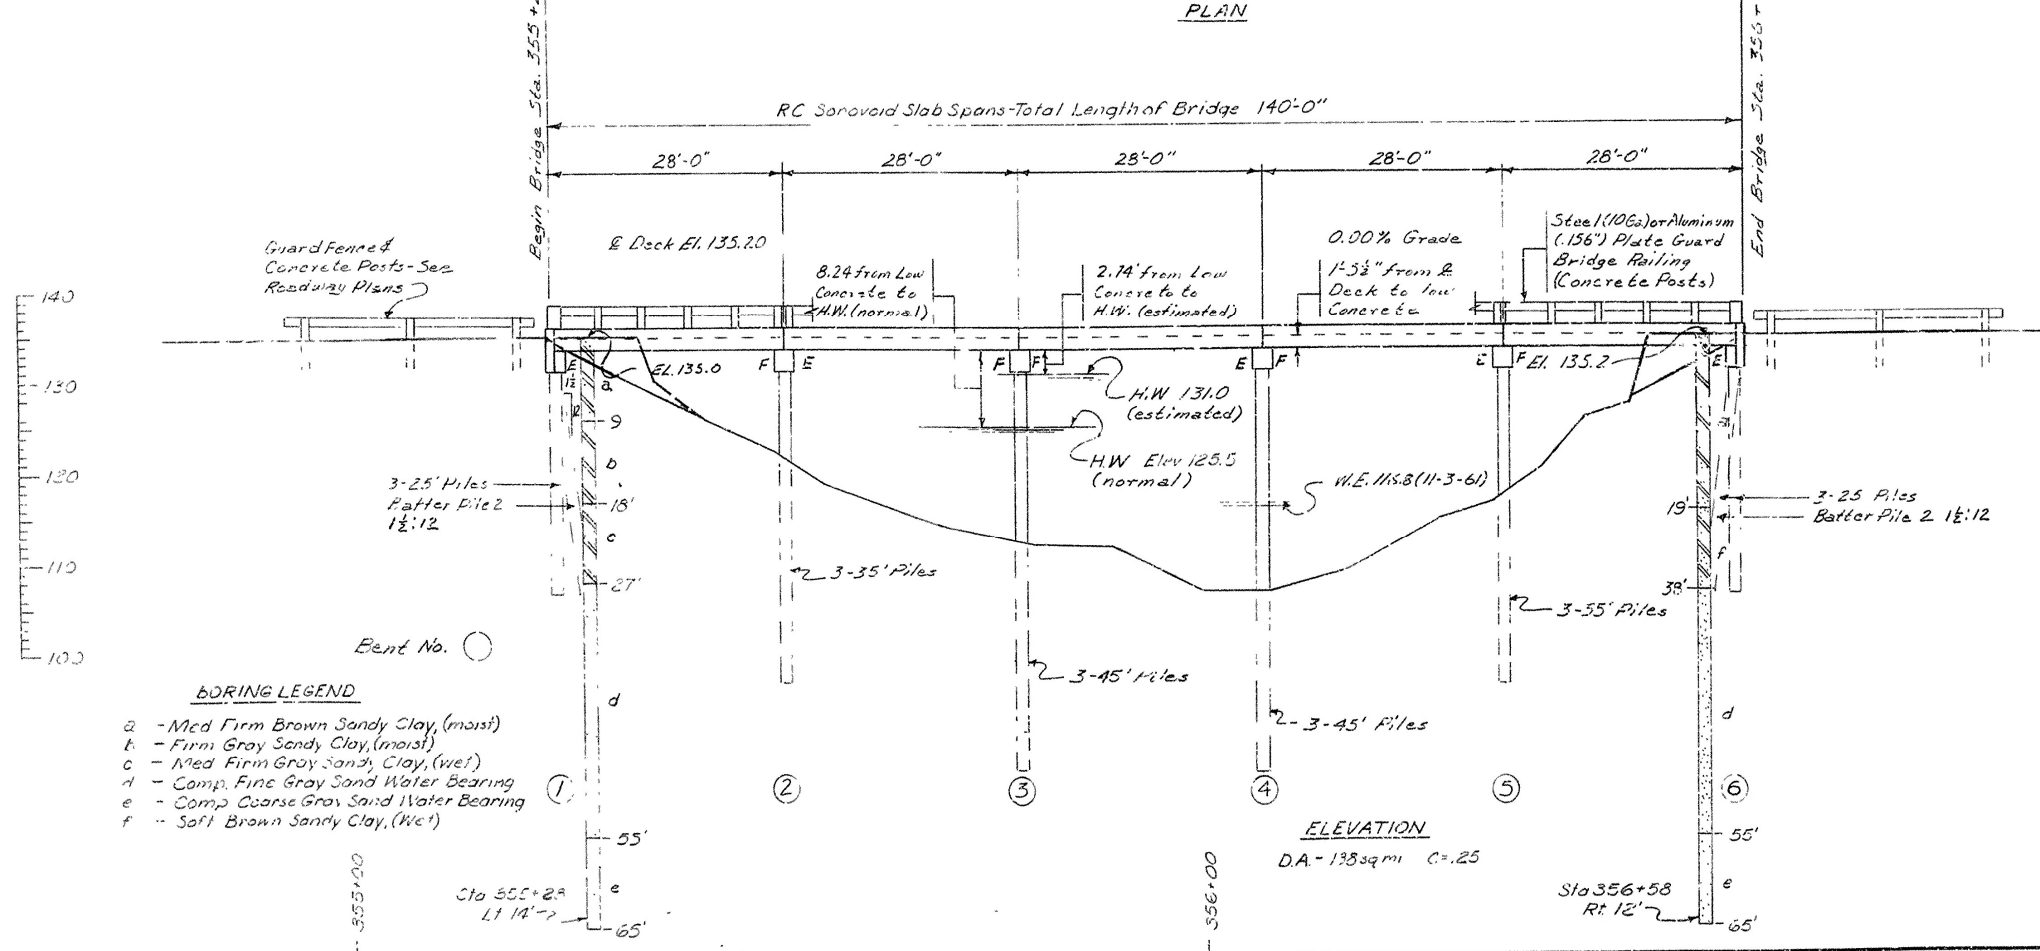 PLAN
Begin Bridge Sta. 355+
End Bridge Sta. 356+
RC Sonovoid Slab Spans-Total Length of Bridge 140'-0"
28'-0" 28'-0" 28'-0" 28'-0" 28'-0"
Guard Fence &
Concrete Posts-See
Roadway Plans
℄ Deck El. 135.20
8.24 from Low
Concrete to
H.W. (normal)
2.74' from Low
Concrete to
H.W. (estimated)
0.00% Grade
1'-5½" from ℄
Deck to low
Concrete
Steel (10Ga) or Aluminum
(.156") Plate Guard
Bridge Railing
(Concrete Posts)
140
130
120
110
100
E
F E
F F
E F
E F
E
El. 135.0
El. 135.2
H.W 131.0
(estimated)
H.W Elev 125.5
(normal)
W.E. 115.8 (11-3-61)
1½
12
a
9
b
18'
c
27'
d
55'
e
65'
3-25' Piles
Batter Pile 2
1½:12
3-35' Piles
3-45' Piles
3-45' Piles
3-55' Piles
3-25 Piles
Batter Pile 2 1½:12
a
19'
f
38'
d
55'
e
65'
Bent No.
BORING LEGEND
a - Med Firm Brown Sandy Clay, (moist)
b - Firm Gray Sandy Clay, (moist)
c - Med Firm Gray Sandy Clay, (wet)
d - Comp. Fine Gray Sand Water Bearing
e - Comp Coarse Gray Sand Water Bearing
f - Soft Brown Sandy Clay, (Wet)
1 2 3 4 5 6
ELEVATION
D.A.- 138 sq mi C=.25
355+00
356+00
Sta 355+28
Lt 14'
Sta 356+58
Rt. 12'